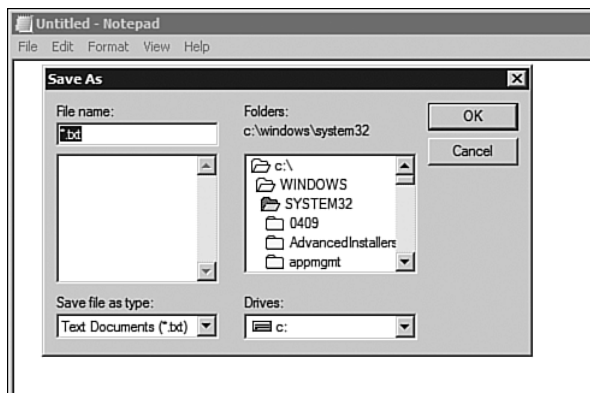 Untitled - Notepad
File Edit Format View Help
Save As
File name:
*.txt
Folders:
c:\windows\system32
OK
Cancel
c:\
WINDOWS
SYSTEM32
0409
AdvancedInstallers
appmgmt
Save file as type:
Text Documents (*.txt)
Drives:
c: